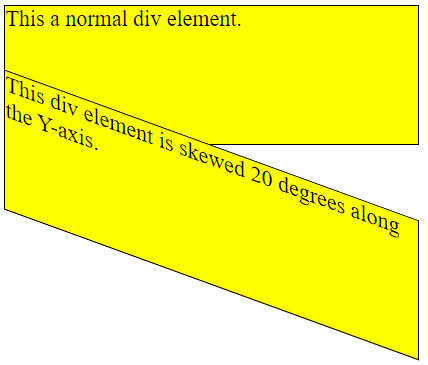 This a normal div element.
This div element is skewed 20 degrees along
the Y-axis.